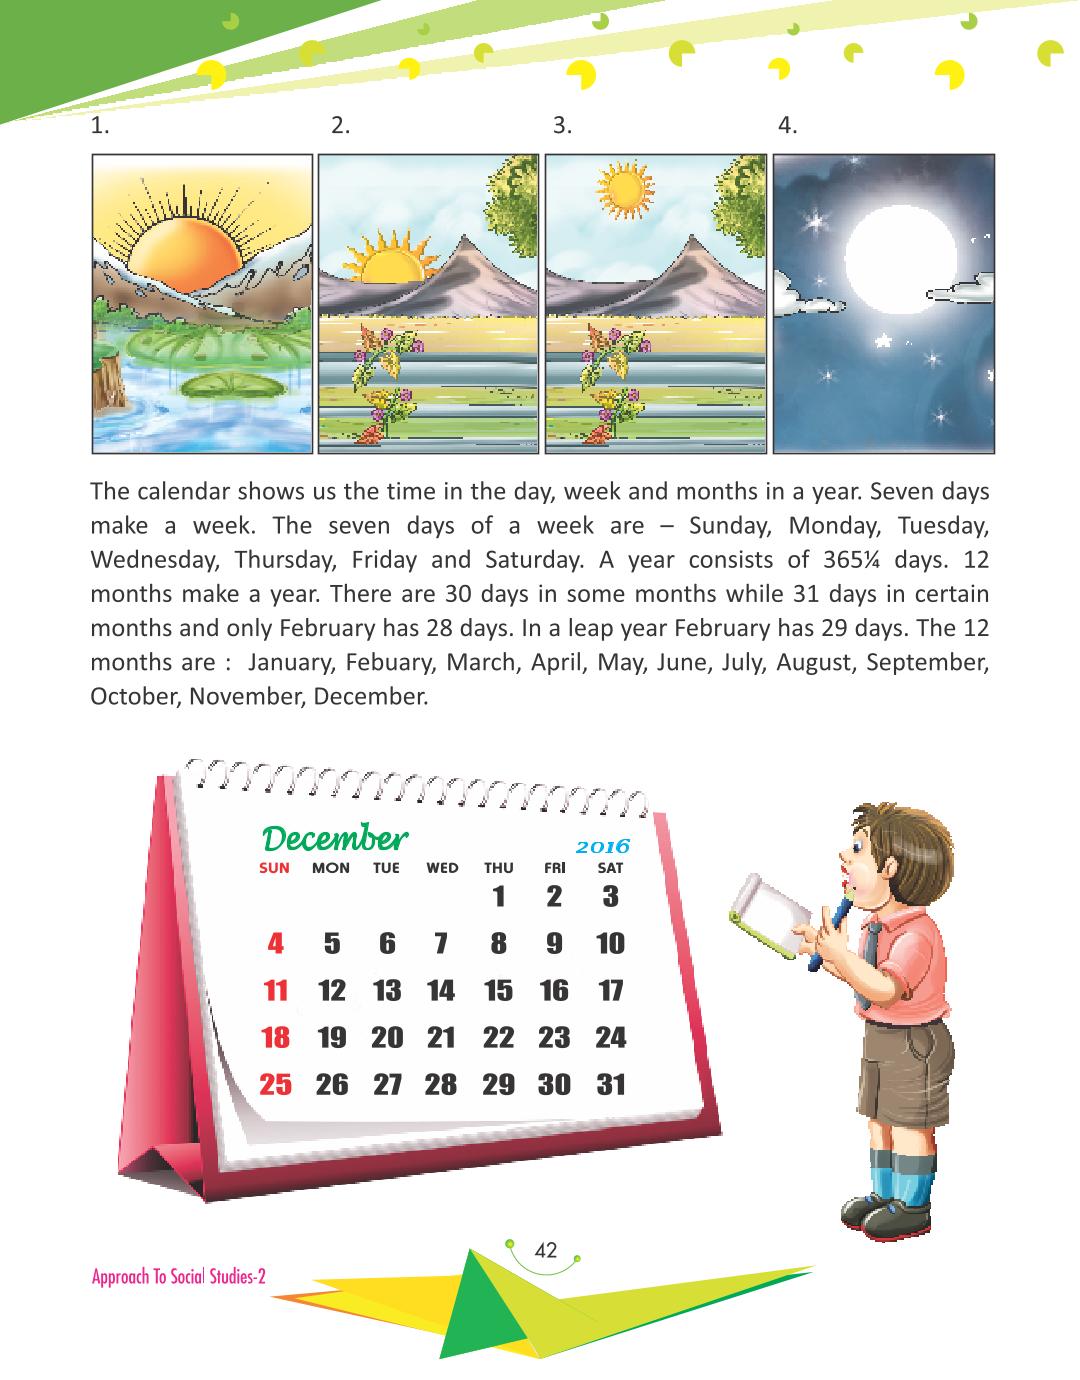 1. 2. 3. 4.
The calendar shows us the time in the day, week and months in a year. Seven days
make a week. The seven days of a week are – Sunday, Monday, Tuesday,
Wednesday, Thursday, Friday and Saturday. A year consists of 365¼ days. 12
months make a year. There are 30 days in some months while 31 days in certain
months and only February has 28 days. In a leap year February has 29 days. The 12
months are : January, Febuary, March, April, May, June, July, August, September,
October, November, December.
December 2016
SUN MON TUE WED THU FRI SAT
1 2 3
4 5 6 7 8 9 10
11 12 13 14 15 16 17
18 19 20 21 22 23 24
25 26 27 28 29 30 31
42
Approach To Social Studies-2